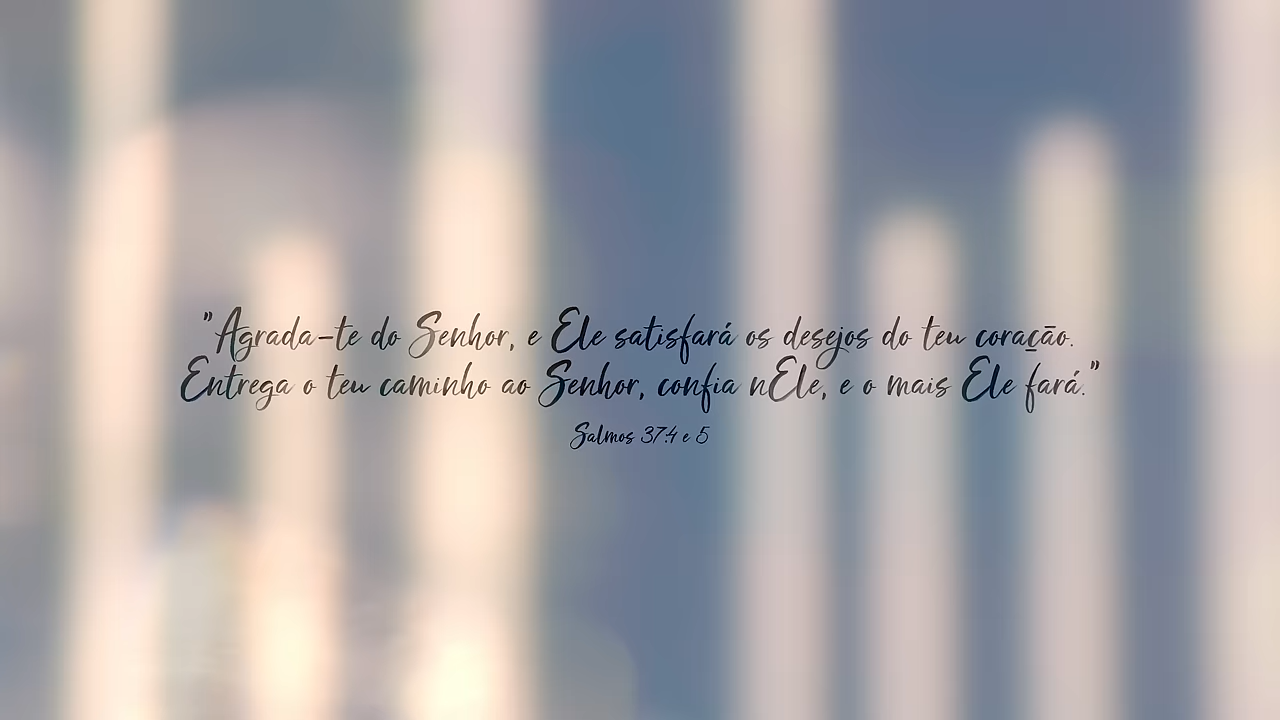 "Agrada-te do Senhor, e Ele satisfará os desejos do teu coração.
Entrega o teu caminho ao Senhor, confia nEle, e o mais Ele fará."
Salmos 37:4 e 5